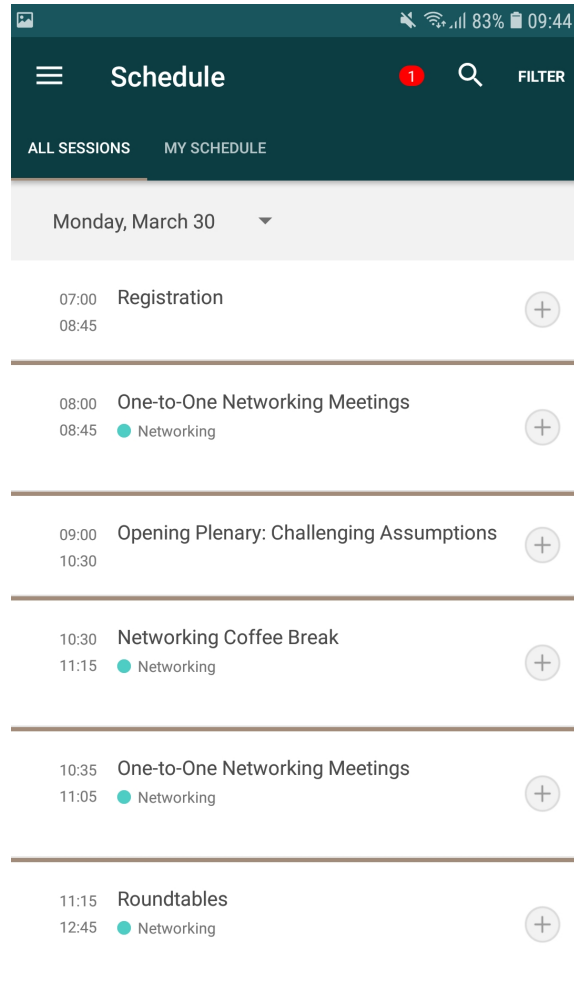 83% 09:44
Schedule 1 FILTER
ALL SESSIONS MY SCHEDULE
Monday, March 30
07:00 Registration
08:45
08:00 One-to-One Networking Meetings
08:45 Networking
09:00 Opening Plenary: Challenging Assumptions
10:30
10:30 Networking Coffee Break
11:15 Networking
10:35 One-to-One Networking Meetings
11:05 Networking
11:15 Roundtables
12:45 Networking